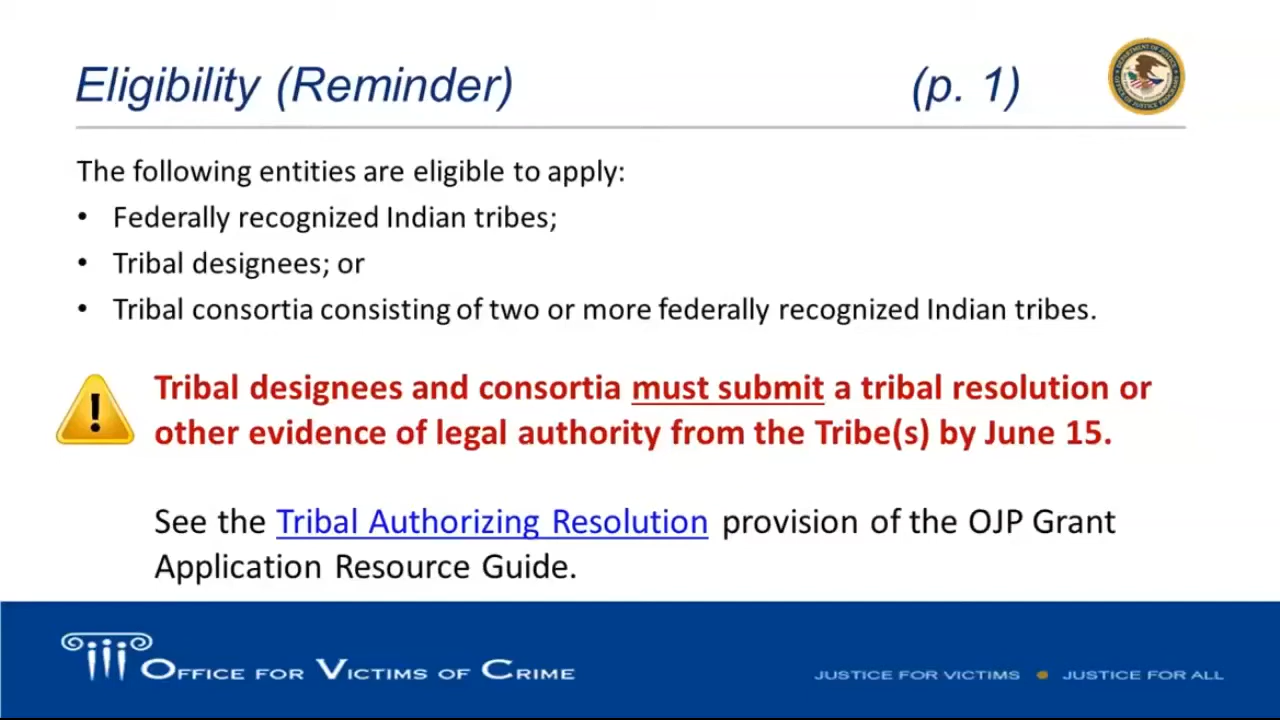 Eligibility (Reminder) (p. 1)
The following entities are eligible to apply:
• Federally recognized Indian tribes;
• Tribal designees; or
• Tribal consortia consisting of two or more federally recognized Indian tribes.
Tribal designees and consortia must submit a tribal resolution or
other evidence of legal authority from the Tribe(s) by June 15.
See the Tribal Authorizing Resolution provision of the OJP Grant
Application Resource Guide.
OFFICE FOR VICTIMS OF CRIME
JUSTICE FOR VICTIMS • JUSTICE FOR ALL